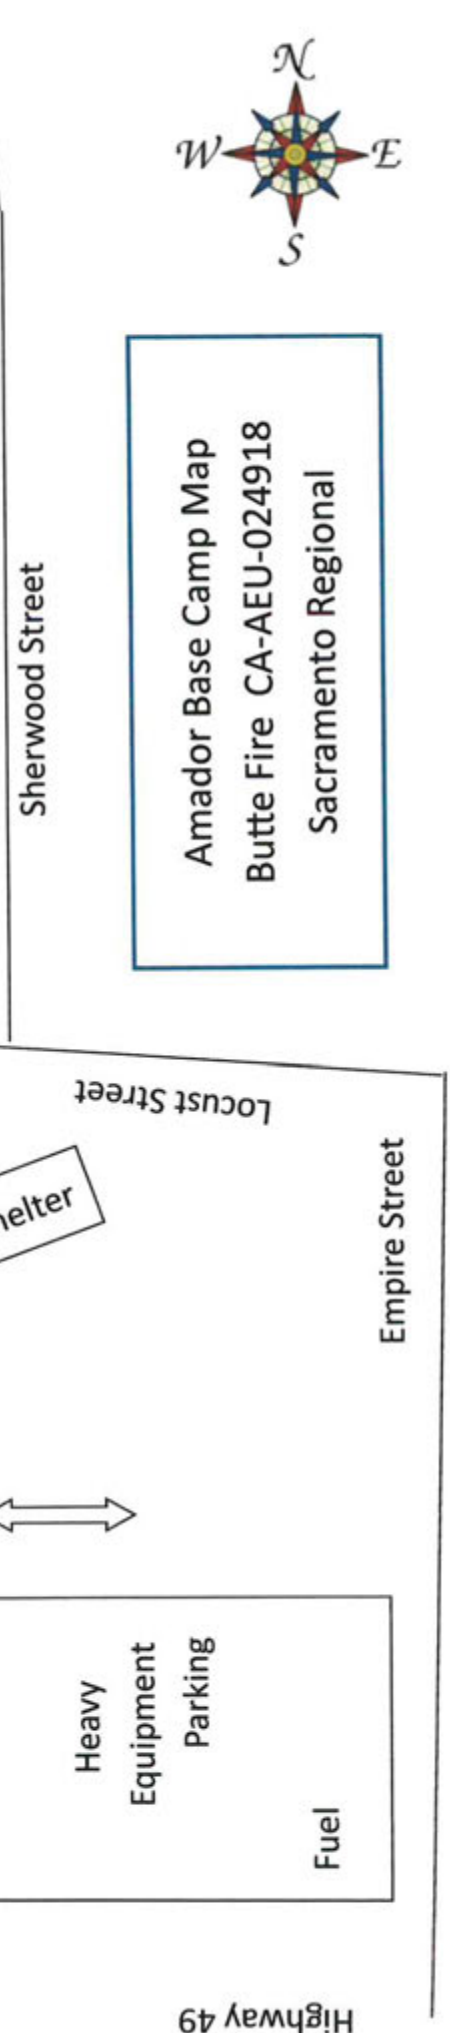 N
W E
S
Sherwood Street
Amador Base Camp Map
Butte Fire CA-AEU-024918
Sacramento Regional
Locust Street
helter
Empire Street
Heavy
Equipment
Parking
Fuel
Highway 49